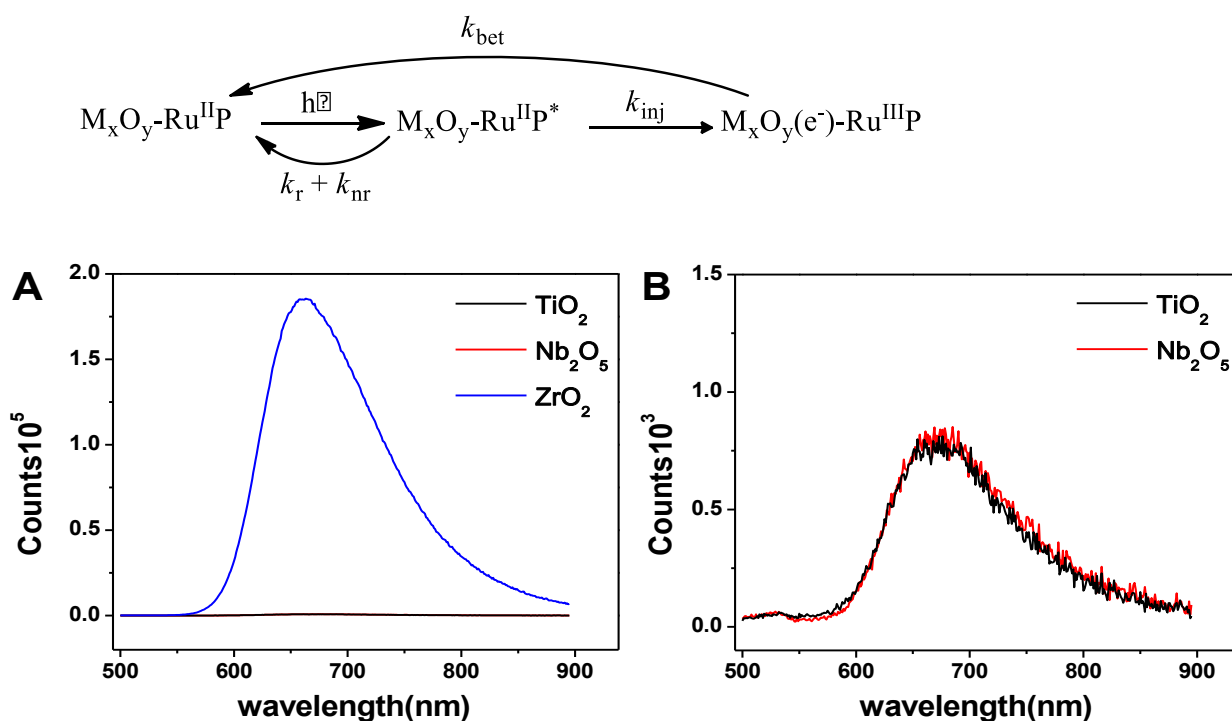 k_bet
M_xO_y-Ru^IIP h⍰ M_xO_y-Ru^IIP^* k_inj M_xO_y(e^-)-Ru^IIIP
k_r + k_nr
A
2.0
1.5
1.0
0.5
0.0
Counts10^5
TiO_2
Nb_2O_5
ZrO_2
500 600 700 800 900
wavelength(nm)
B
1.5
1.0
0.5
0.0
Counts10^3
TiO_2
Nb_2O_5
500 600 700 800 900
wavelength(nm)